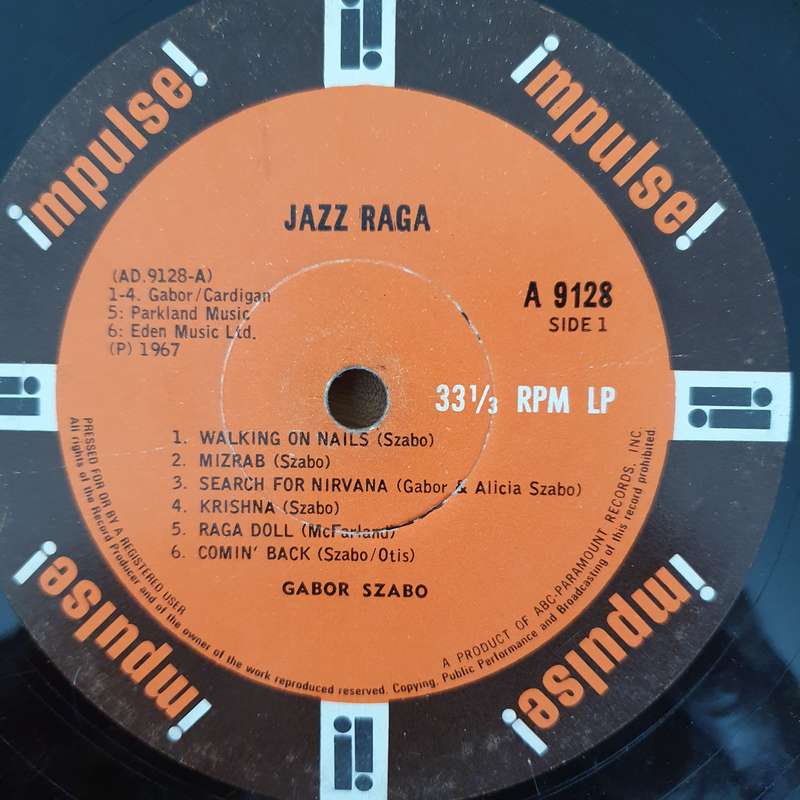 impulse!
impulse!
JAZZ RAGA
(AD.9128-A)
1-4. Gabor/Cardigan
5: Parkland Music
6: Eden Music Ltd.
(P) 1967
A 9128
SIDE 1
33 1/3 RPM LP
1. WALKING ON NAILS (Szabo)
2. MIZRAB (Szabo)
3. SEARCH FOR NIRVANA (Gabor & Alicia Szabo)
4. KRISHNA (Szabo)
5. RAGA DOLL (McFarland)
6. COMIN' BACK (Szabo/Otis)
GABOR SZABO
PRESSED FOR OR BY A REGISTERED USER
All rights of the Record Producer and of the owner of the work reproduced reserved. Copying, Public Performance and Broadcasting of this record prohibited.
A PRODUCT OF ABC-PARAMOUNT RECORDS, INC.
impulse!
impulse!